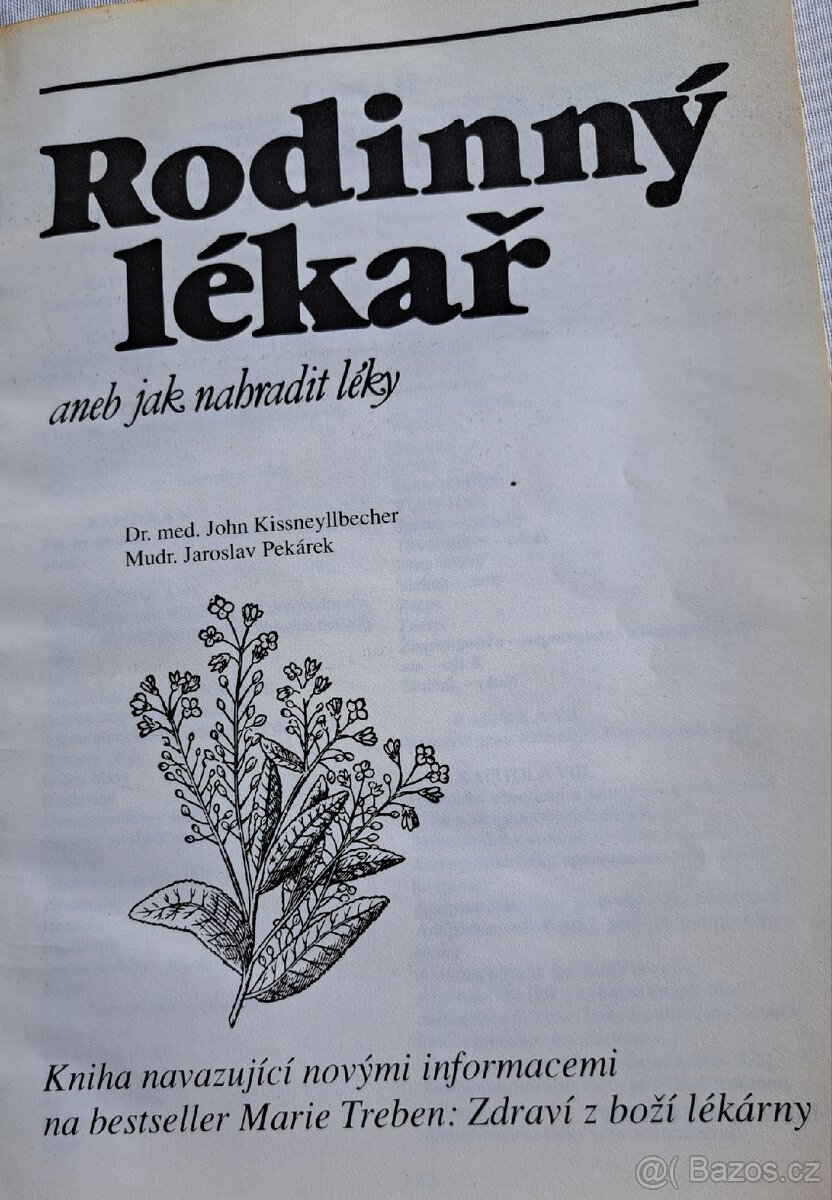 Rodinný
lékař
aneb jak nahradit léky
Dr. med. John Kissneyllbecher
Mudr. Jaroslav Pekárek
Kniha navazující novými informacemi
na bestseller Marie Treben: Zdraví z boží lékárny
@( Bazos.cz